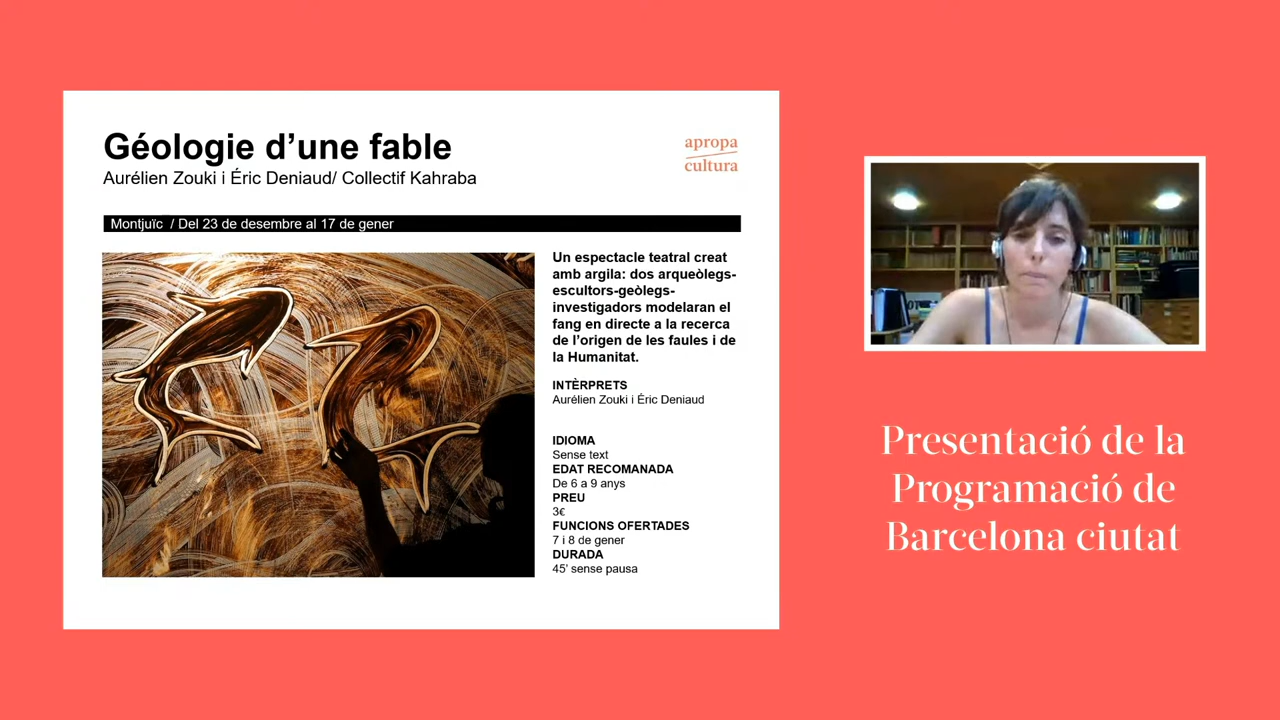 Géologie d’une fable
Aurélien Zouki i Éric Deniaud/ Collectif Kahraba
apropa
cultura
Montjuïc / Del 23 de desembre al 17 de gener
Un espectacle teatral creat
amb argila: dos arqueòlegs-
escultors-geòlegs-
investigadors modelaran el
fang en directe a la recerca
de l’origen de les faules i de
la Humanitat.
INTÈRPRETS
Aurélien Zouki i Éric Deniaud
IDIOMA
Sense text
EDAT RECOMANADA
De 6 a 9 anys
PREU
3€
FUNCIONS OFERTADES
7 i 8 de gener
DURADA
45’ sense pausa
Presentació de la
Programació de
Barcelona ciutat